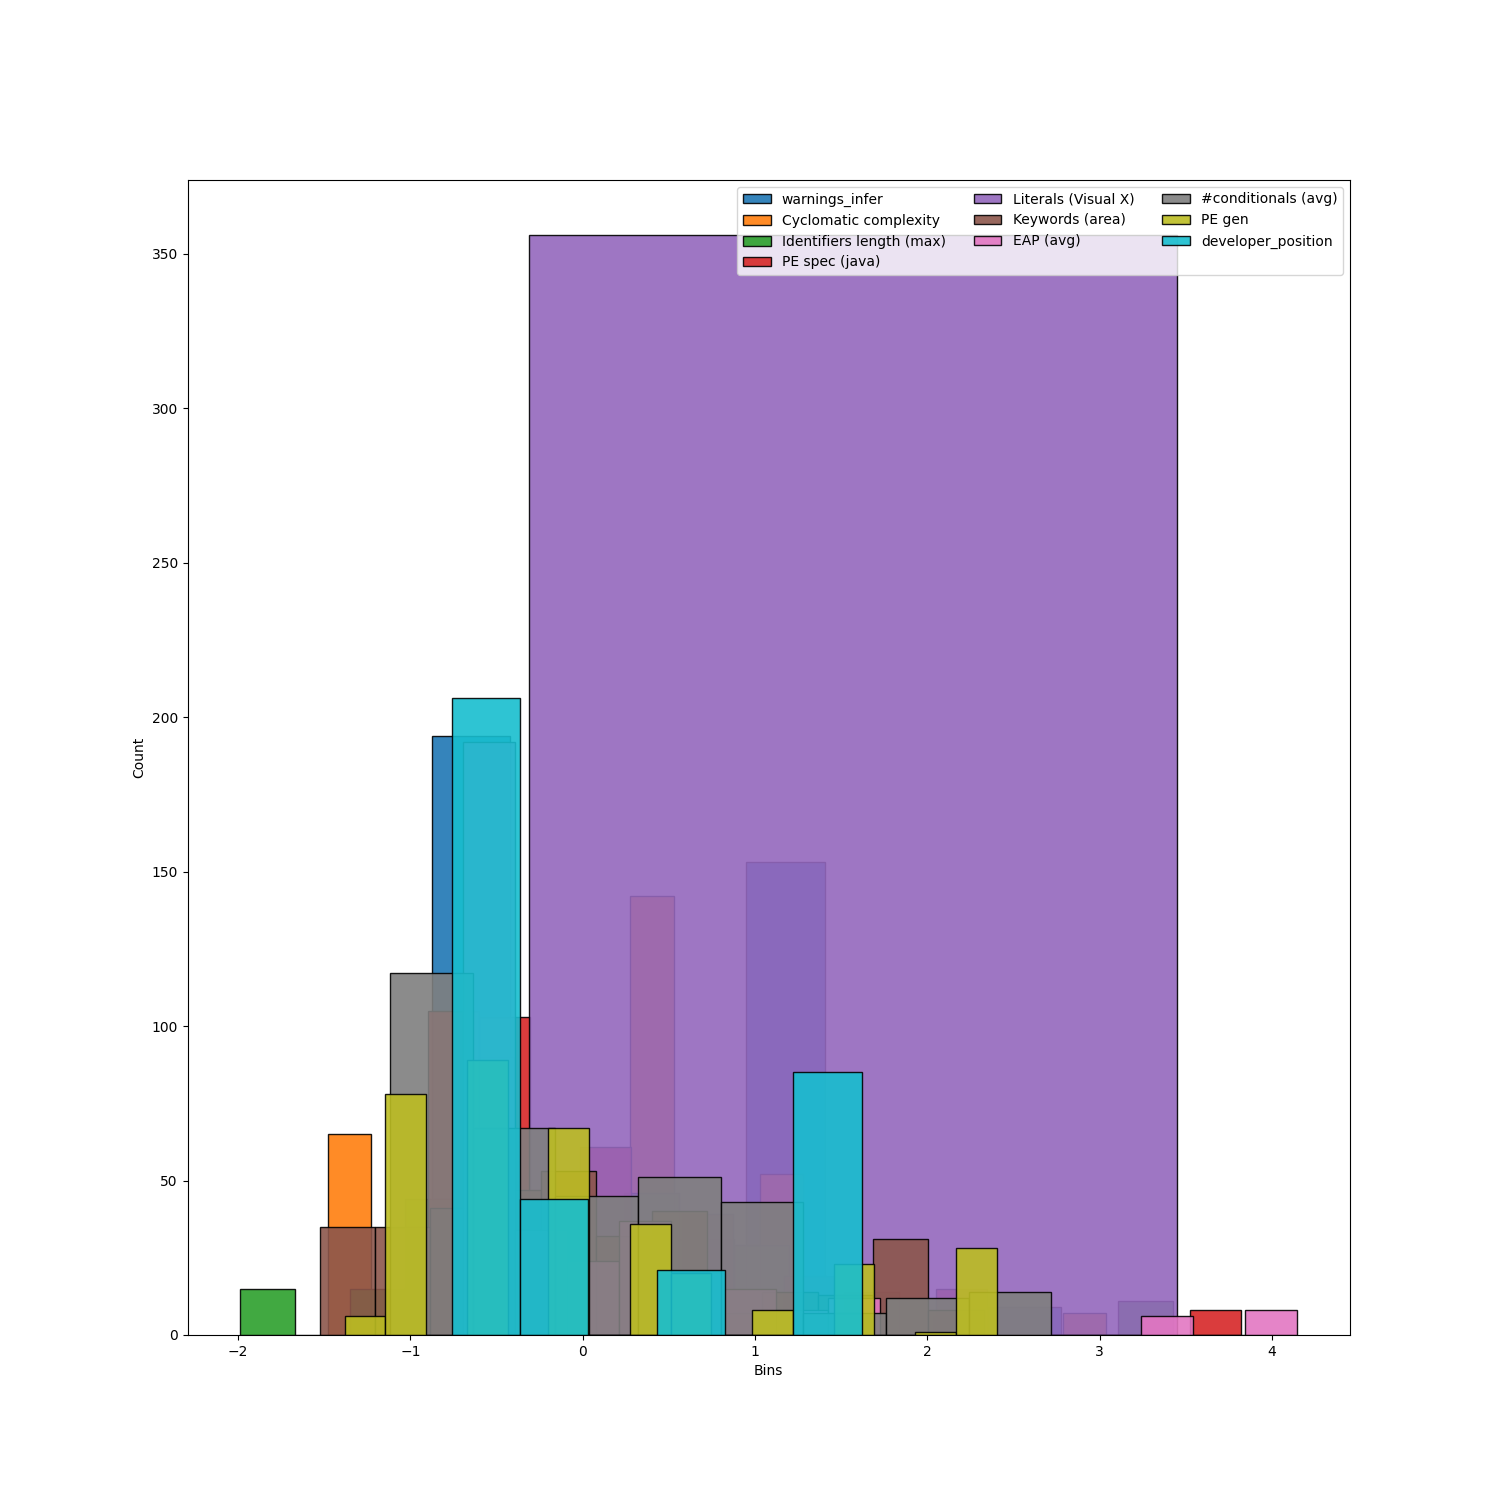 warnings_infer
Cyclomatic complexity
Identifiers length (max)
PE spec (java)
Literals (Visual X)
Keywords (area)
EAP (avg)
#conditionals (avg)
PE gen
developer_position
350
300
250
200
150
100
50
0
Count
−2
−1
0
1
2
3
4
Bins